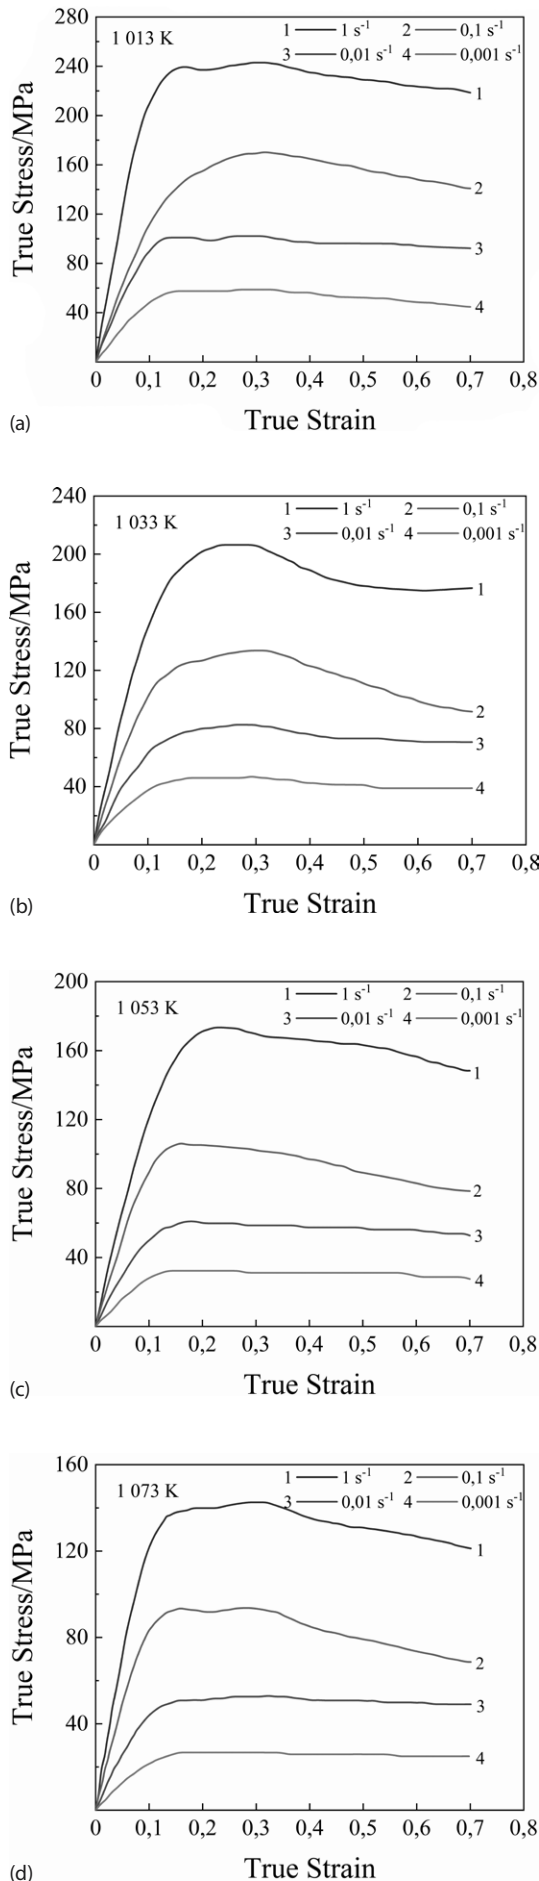 280
1 013 K
1 1 s⁻¹ 2 0,1 s⁻¹
3 0,01 s⁻¹ 4 0,001 s⁻¹
240
200
160
120
80
40
1
2
3
4
0 0,1 0,2 0,3 0,4 0,5 0,6 0,7 0,8
True Stress/MPa
True Strain
(a)
240
1 033 K
1 1 s⁻¹ 2 0,1 s⁻¹
3 0,01 s⁻¹ 4 0,001 s⁻¹
200
160
120
80
40
1
2
3
4
0 0,1 0,2 0,3 0,4 0,5 0,6 0,7 0,8
True Stress/MPa
True Strain
(b)
200
1 053 K
1 1 s⁻¹ 2 0,1 s⁻¹
3 0,01 s⁻¹ 4 0,001 s⁻¹
160
120
80
40
1
2
3
4
0 0,1 0,2 0,3 0,4 0,5 0,6 0,7 0,8
True Stress/MPa
True Strain
(c)
160
1 073 K
1 1 s⁻¹ 2 0,1 s⁻¹
3 0,01 s⁻¹ 4 0,001 s⁻¹
120
80
40
1
2
3
4
0 0,1 0,2 0,3 0,4 0,5 0,6 0,7 0,8
True Stress/MPa
True Strain
(d)